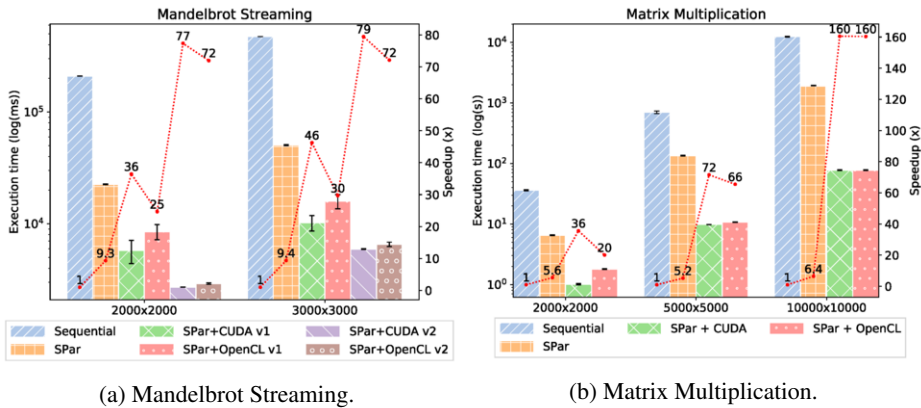 Mandelbrot Streaming
Execution time (log(ms))
10^5
10^4
77
72
36
25
9.3
1
79
72
46
30
9.4
1
80
70
60
50
40
30
20
10
0
Speedup (x)
2000x2000
3000x3000
Sequential
SPar+CUDA v1
SPar+CUDA v2
SPar
SPar+OpenCL v1
SPar+OpenCL v2
(a) Mandelbrot Streaming.
Matrix Multiplication
Execution time (log(s))
10^4
10^3
10^2
10^1
10^0
36
20
5.6
1
72
66
5.2
1
160
160
6.4
1
160
140
120
100
80
60
40
20
0
Speedup (x)
2000x2000
5000x5000
10000x10000
Sequential
SPar + CUDA
SPar + OpenCL
SPar
(b) Matrix Multiplication.